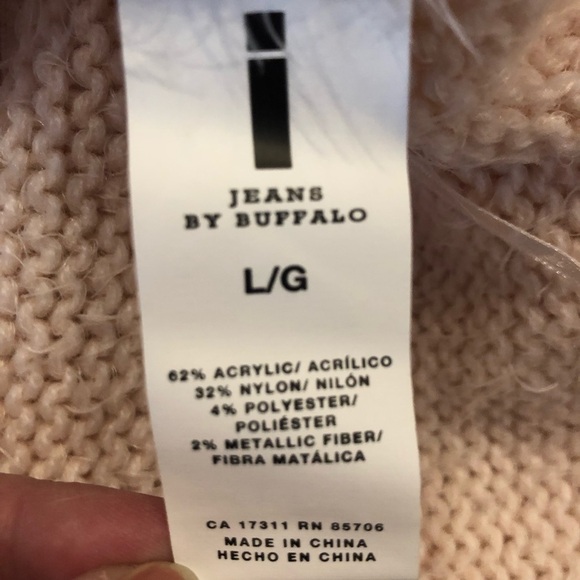 i
JEANS
BY BUFFALO
L/G
62% ACRYLIC/ ACRÍLICO
32% NYLON/ NILÓN
4% POLYESTER/
POLIÉSTER
2% METALLIC FIBER/
FIBRA MATÁLICA
CA 17311 RN 85706
MADE IN CHINA
HECHO EN CHINA